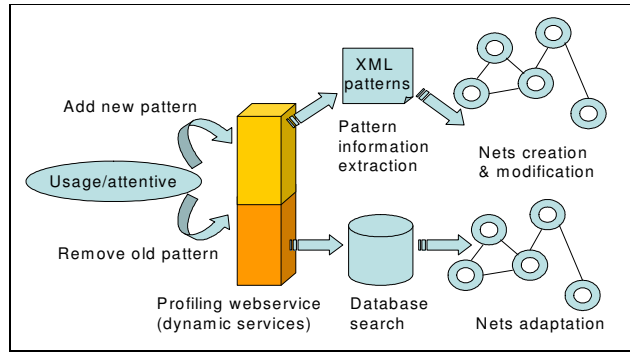 XML
patterns
Add new pattern
Pattern
information
extraction
Nets creation
& modification
Usage/attentive
Remove old pattern
Profiling webservice
(dynamic services)
Database
search
Nets adaptation